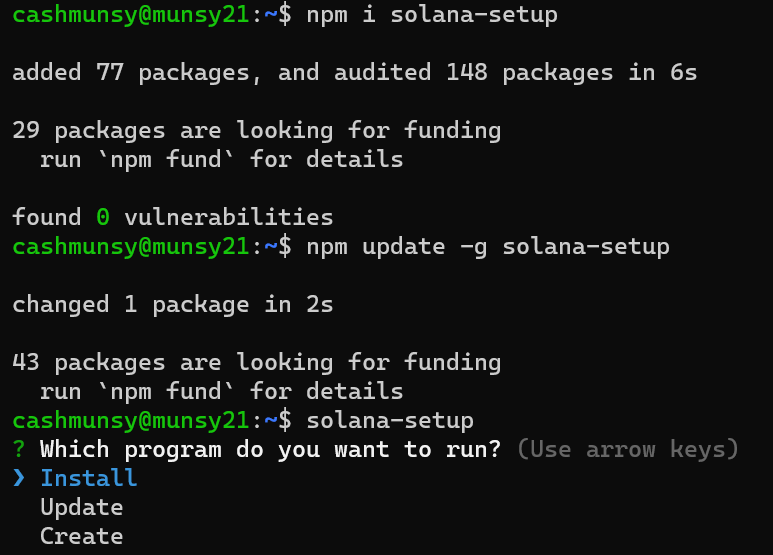 cashmunsy@munsy21:~$ npm i solana-setup
added 77 packages, and audited 148 packages in 6s
29 packages are looking for funding
  run `npm fund` for details
found 0 vulnerabilities
cashmunsy@munsy21:~$ npm update -g solana-setup
changed 1 package in 2s
43 packages are looking for funding
  run `npm fund` for details
cashmunsy@munsy21:~$ solana-setup
? Which program do you want to run? (Use arrow keys)
❯ Install
  Update
  Create